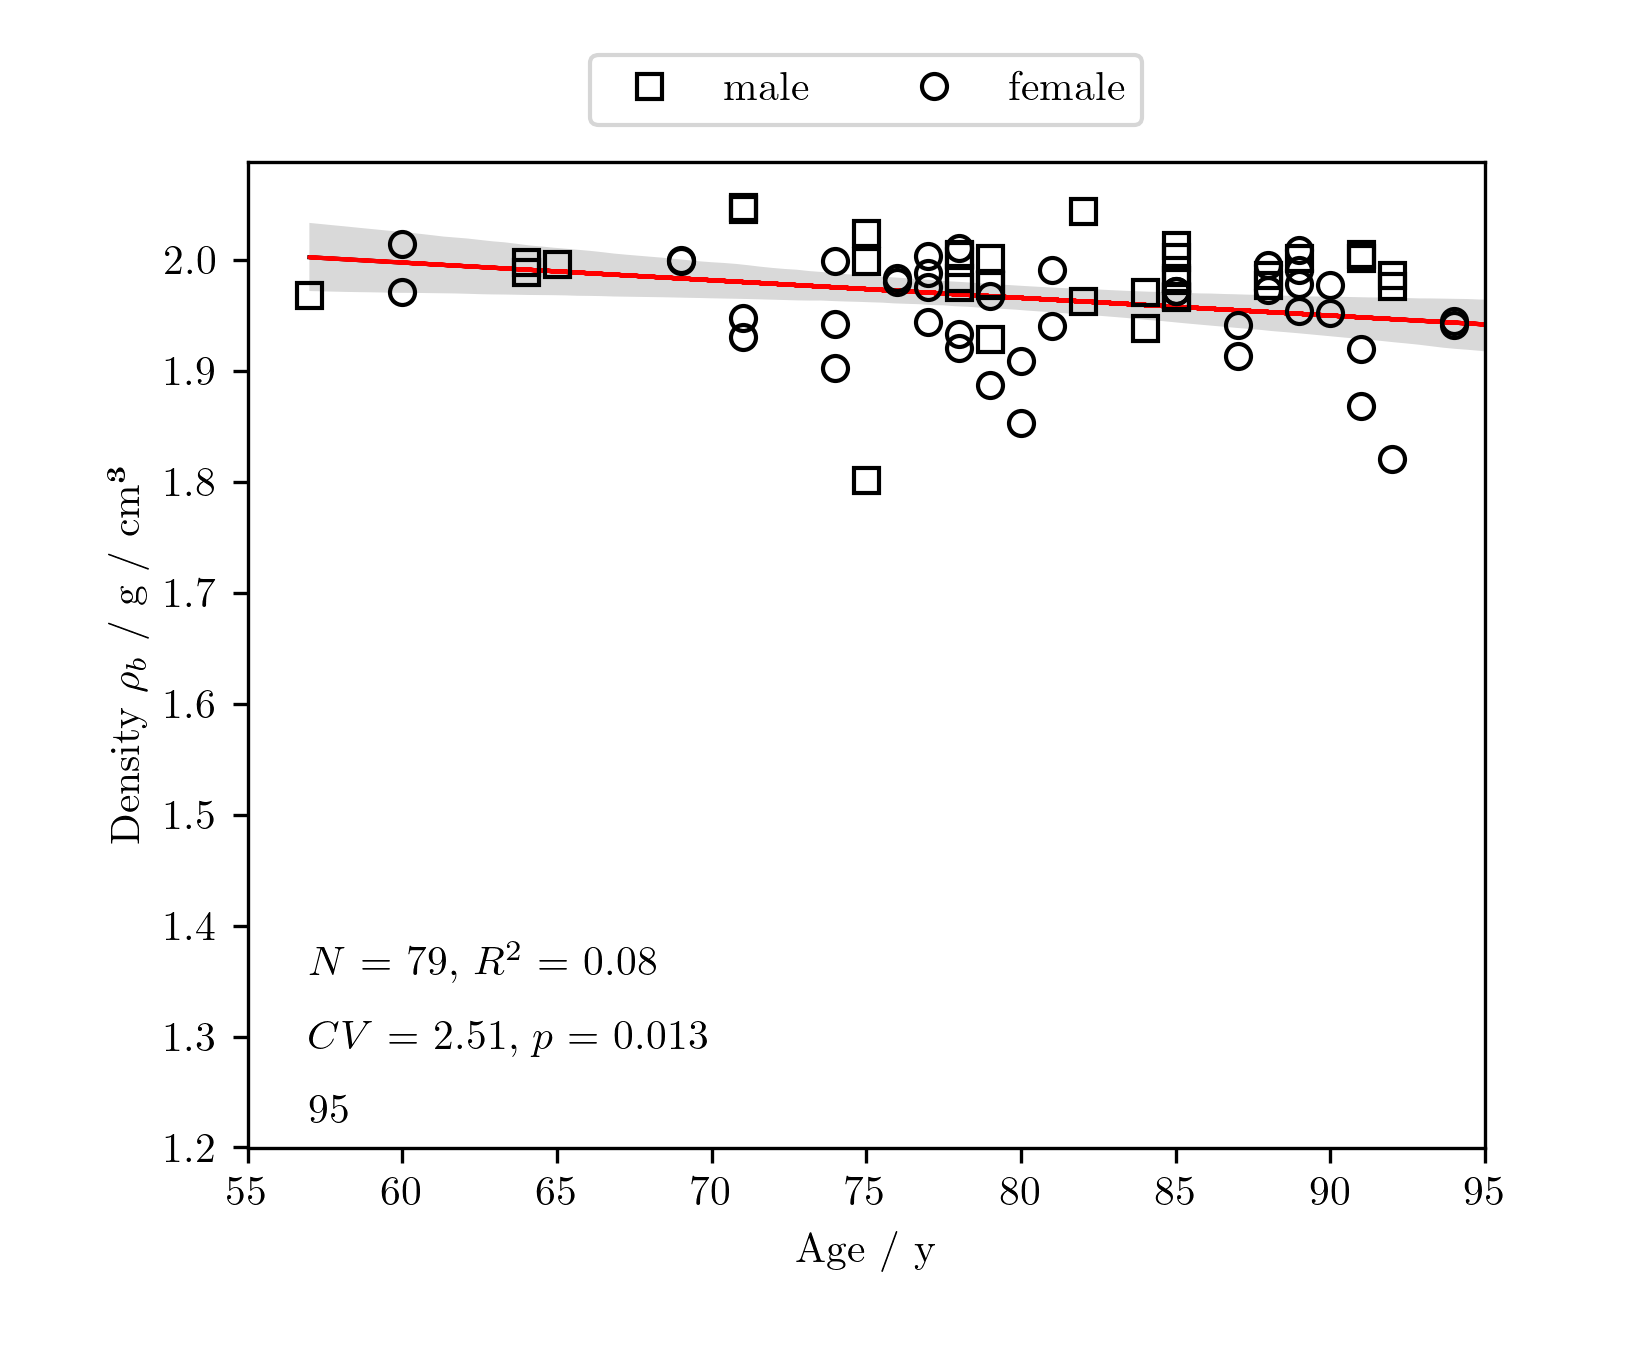 male female
2.0
1.9
1.8
1.7
1.6
1.5
1.4
1.3
1.2
Density ρ_b / g / cm³
N = 79, R² = 0.08
CV = 2.51, p = 0.013
95
55 60 65 70 75 80 85 90 95
Age / y